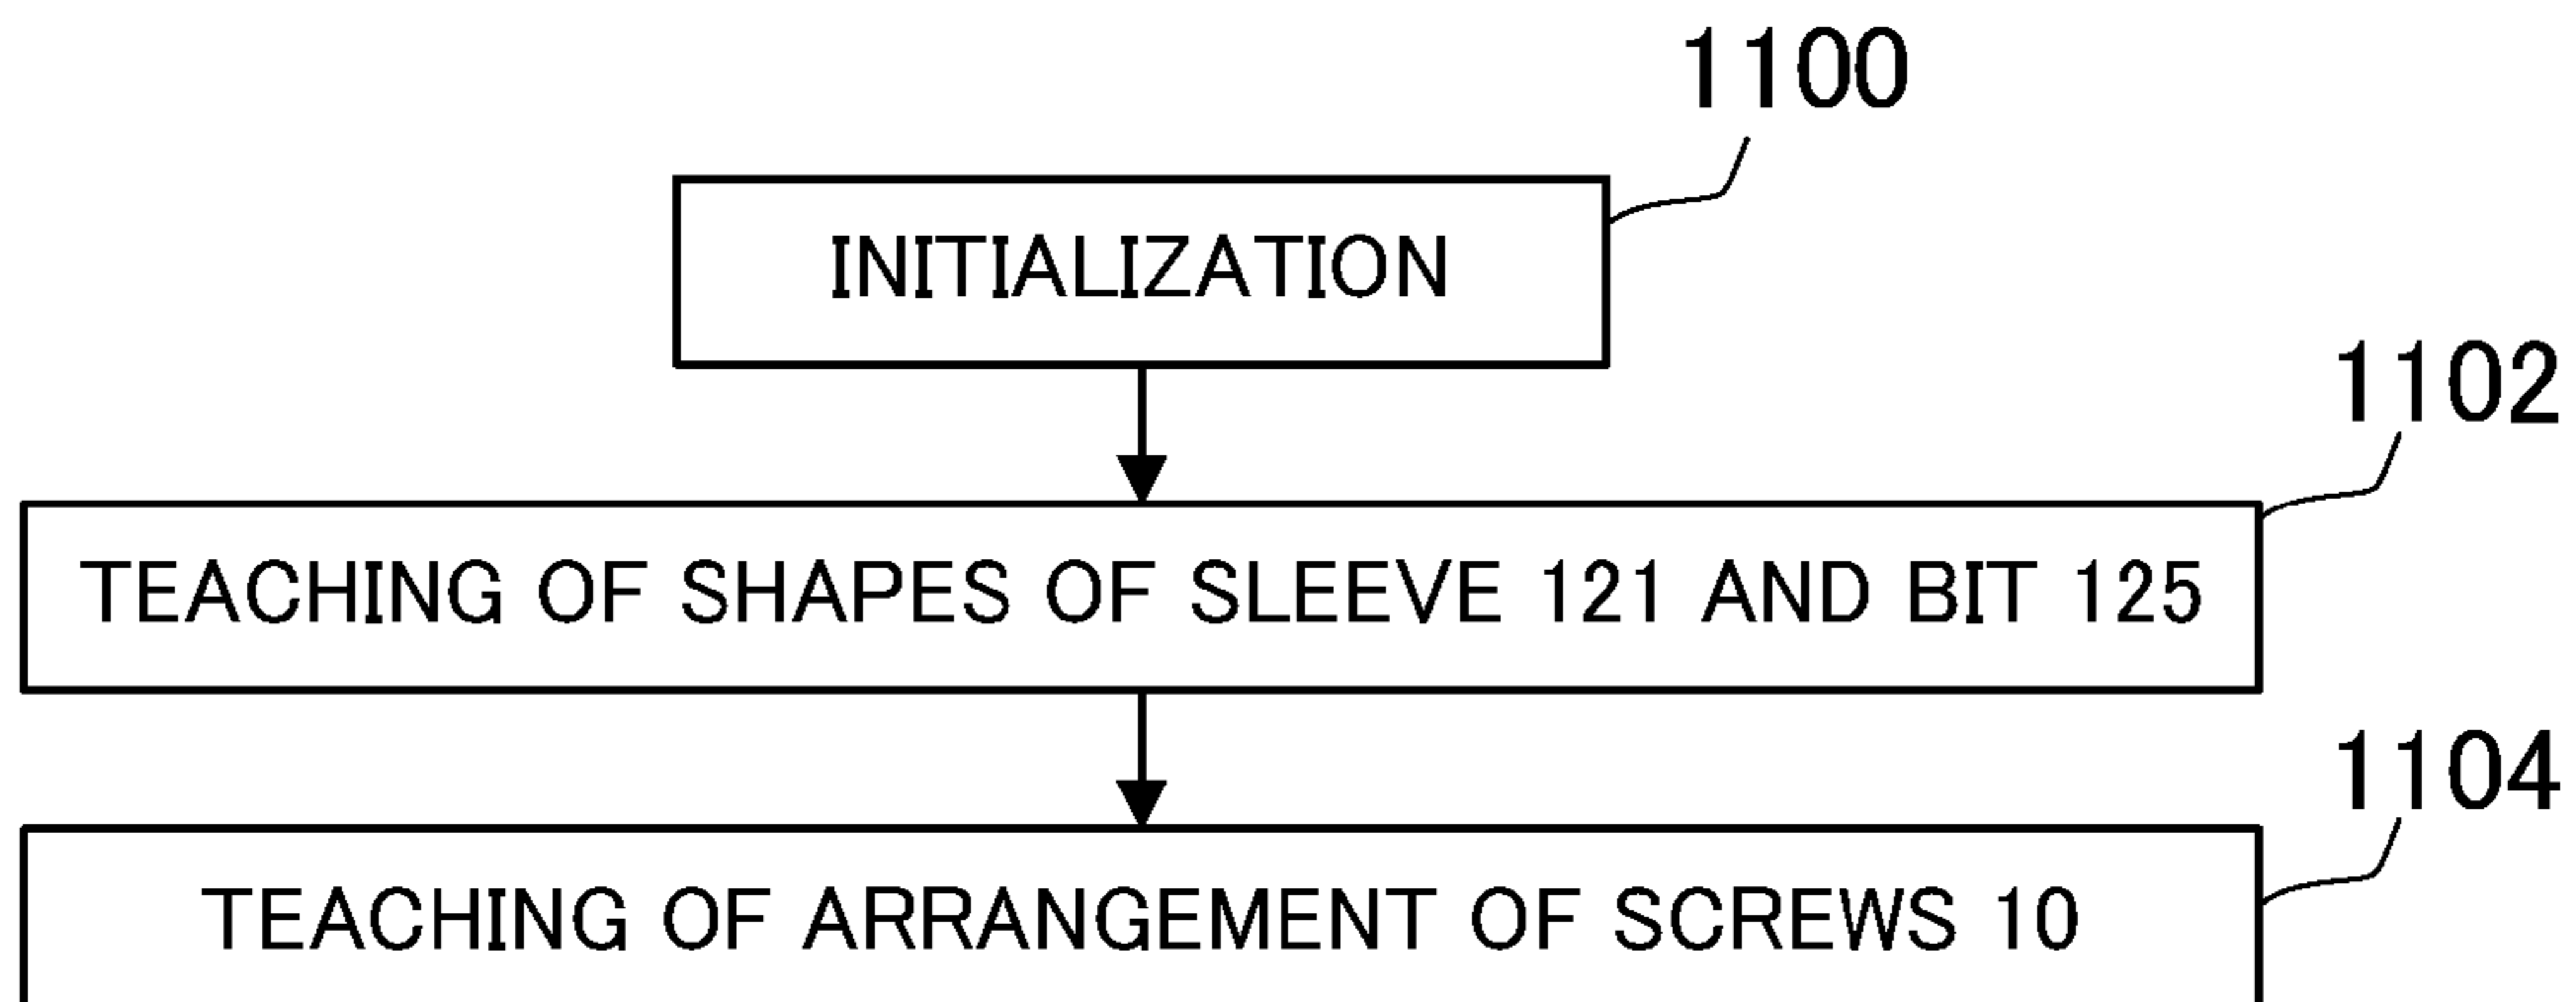 1100
INITIALIZATION
1102
TEACHING OF SHAPES OF SLEEVE 121 AND BIT 125
1104
TEACHING OF ARRANGEMENT OF SCREWS 10